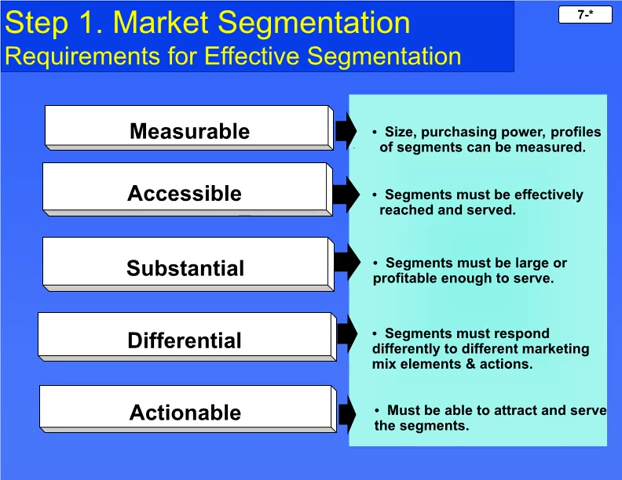 Step 1. Market Segmentation
Requirements for Effective Segmentation
7-*
Measurable
• Size, purchasing power, profiles
of segments can be measured.
Accessible
• Segments must be effectively
reached and served.
Substantial
• Segments must be large or
profitable enough to serve.
Differential
• Segments must respond
differently to different marketing
mix elements & actions.
Actionable
• Must be able to attract and serve
the segments.